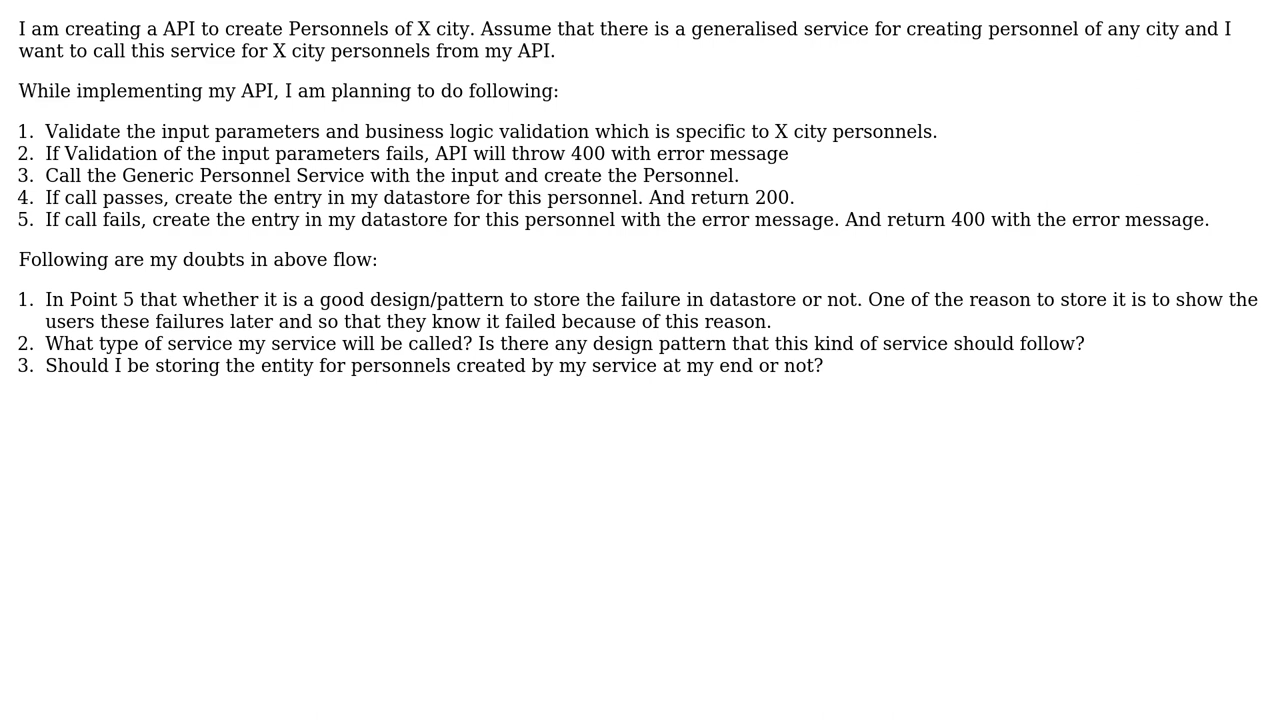 I am creating a API to create Personnels of X city. Assume that there is a generalised service for creating personnel of any city and I
want to call this service for X city personnels from my API.
While implementing my API, I am planning to do following:
1. Validate the input parameters and business logic validation which is specific to X city personnels.
2. If Validation of the input parameters fails, API will throw 400 with error message
3. Call the Generic Personnel Service with the input and create the Personnel.
4. If call passes, create the entry in my datastore for this personnel. And return 200.
5. If call fails, create the entry in my datastore for this personnel with the error message. And return 400 with the error message.
Following are my doubts in above flow:
1. In Point 5 that whether it is a good design/pattern to store the failure in datastore or not. One of the reason to store it is to show the
users these failures later and so that they know it failed because of this reason.
2. What type of service my service will be called? Is there any design pattern that this kind of service should follow?
3. Should I be storing the entity for personnels created by my service at my end or not?